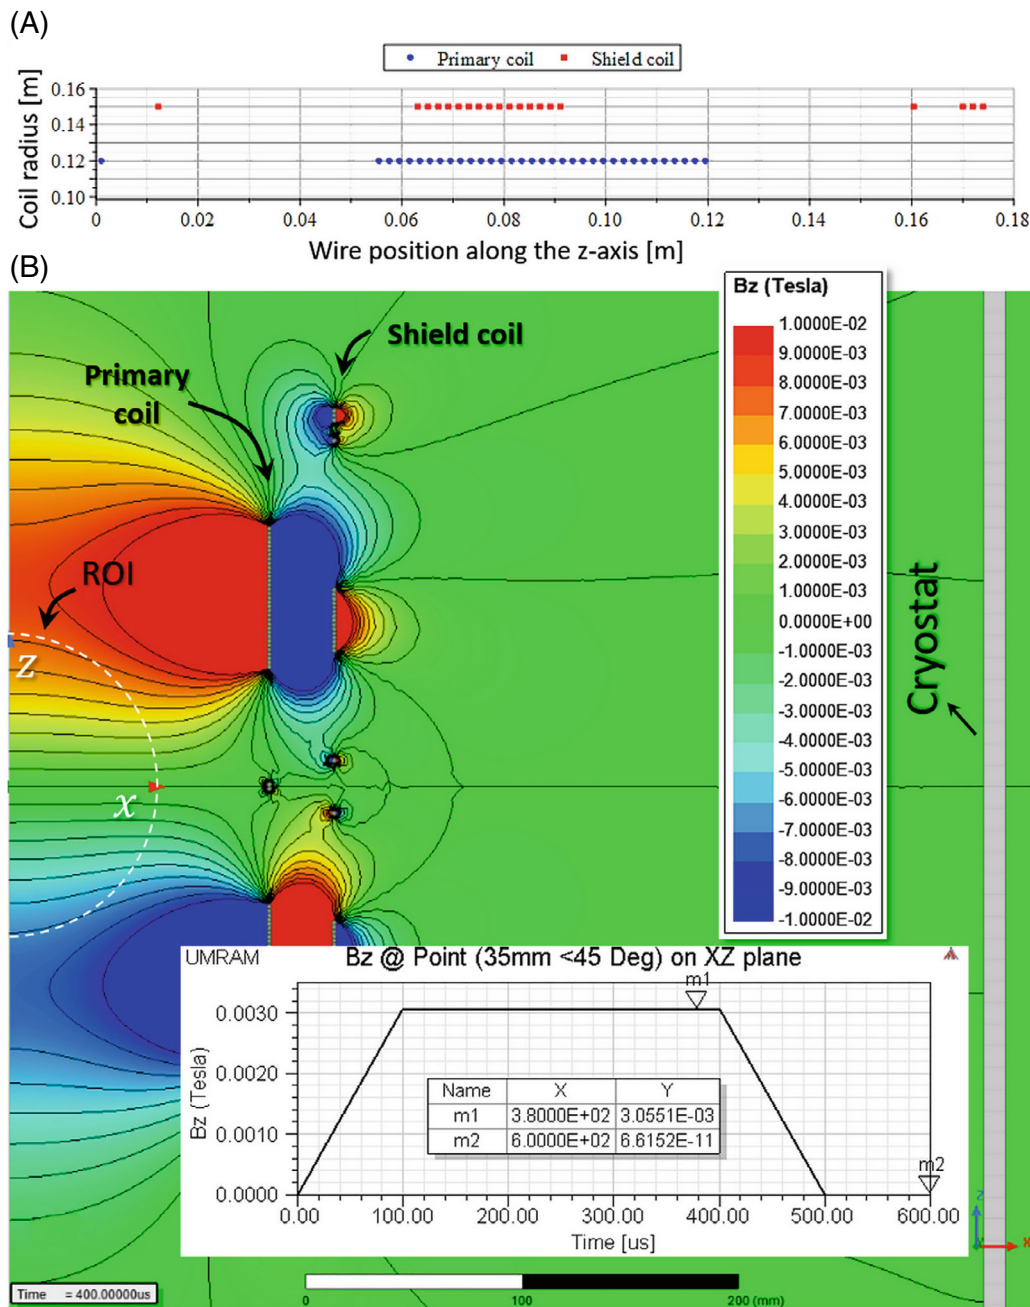 (A)
Primary coil
Shield coil
Coil radius [m]
0.16
0.14
0.12
0.10
0
0.02
0.04
0.06
0.08
0.10
0.12
0.14
0.16
0.18
Wire position along the z-axis [m]
(B)
Bz (Tesla)
1.0000E-02
9.0000E-03
8.0000E-03
7.0000E-03
6.0000E-03
5.0000E-03
4.0000E-03
3.0000E-03
2.0000E-03
1.0000E-03
0.0000E+00
-1.0000E-03
-2.0000E-03
-3.0000E-03
-4.0000E-03
-5.0000E-03
-6.0000E-03
-7.0000E-03
-8.0000E-03
-9.0000E-03
-1.0000E-02
Shield coil
Primary
coil
ROI
z
x
Cryostat
UMRAM
Bz @ Point (35mm <45 Deg) on XZ plane
m1
Bz (Tesla)
0.0030
0.0020
0.0010
0.0000
Name X Y
m1 3.8000E+02 3.0551E-03
m2 6.0000E+02 6.6152E-11
m2
0.00
100.00
200.00
300.00
400.00
500.00
600.00
Time [us]
z
x
Time = 400.00000us
0
100
200 (mm)